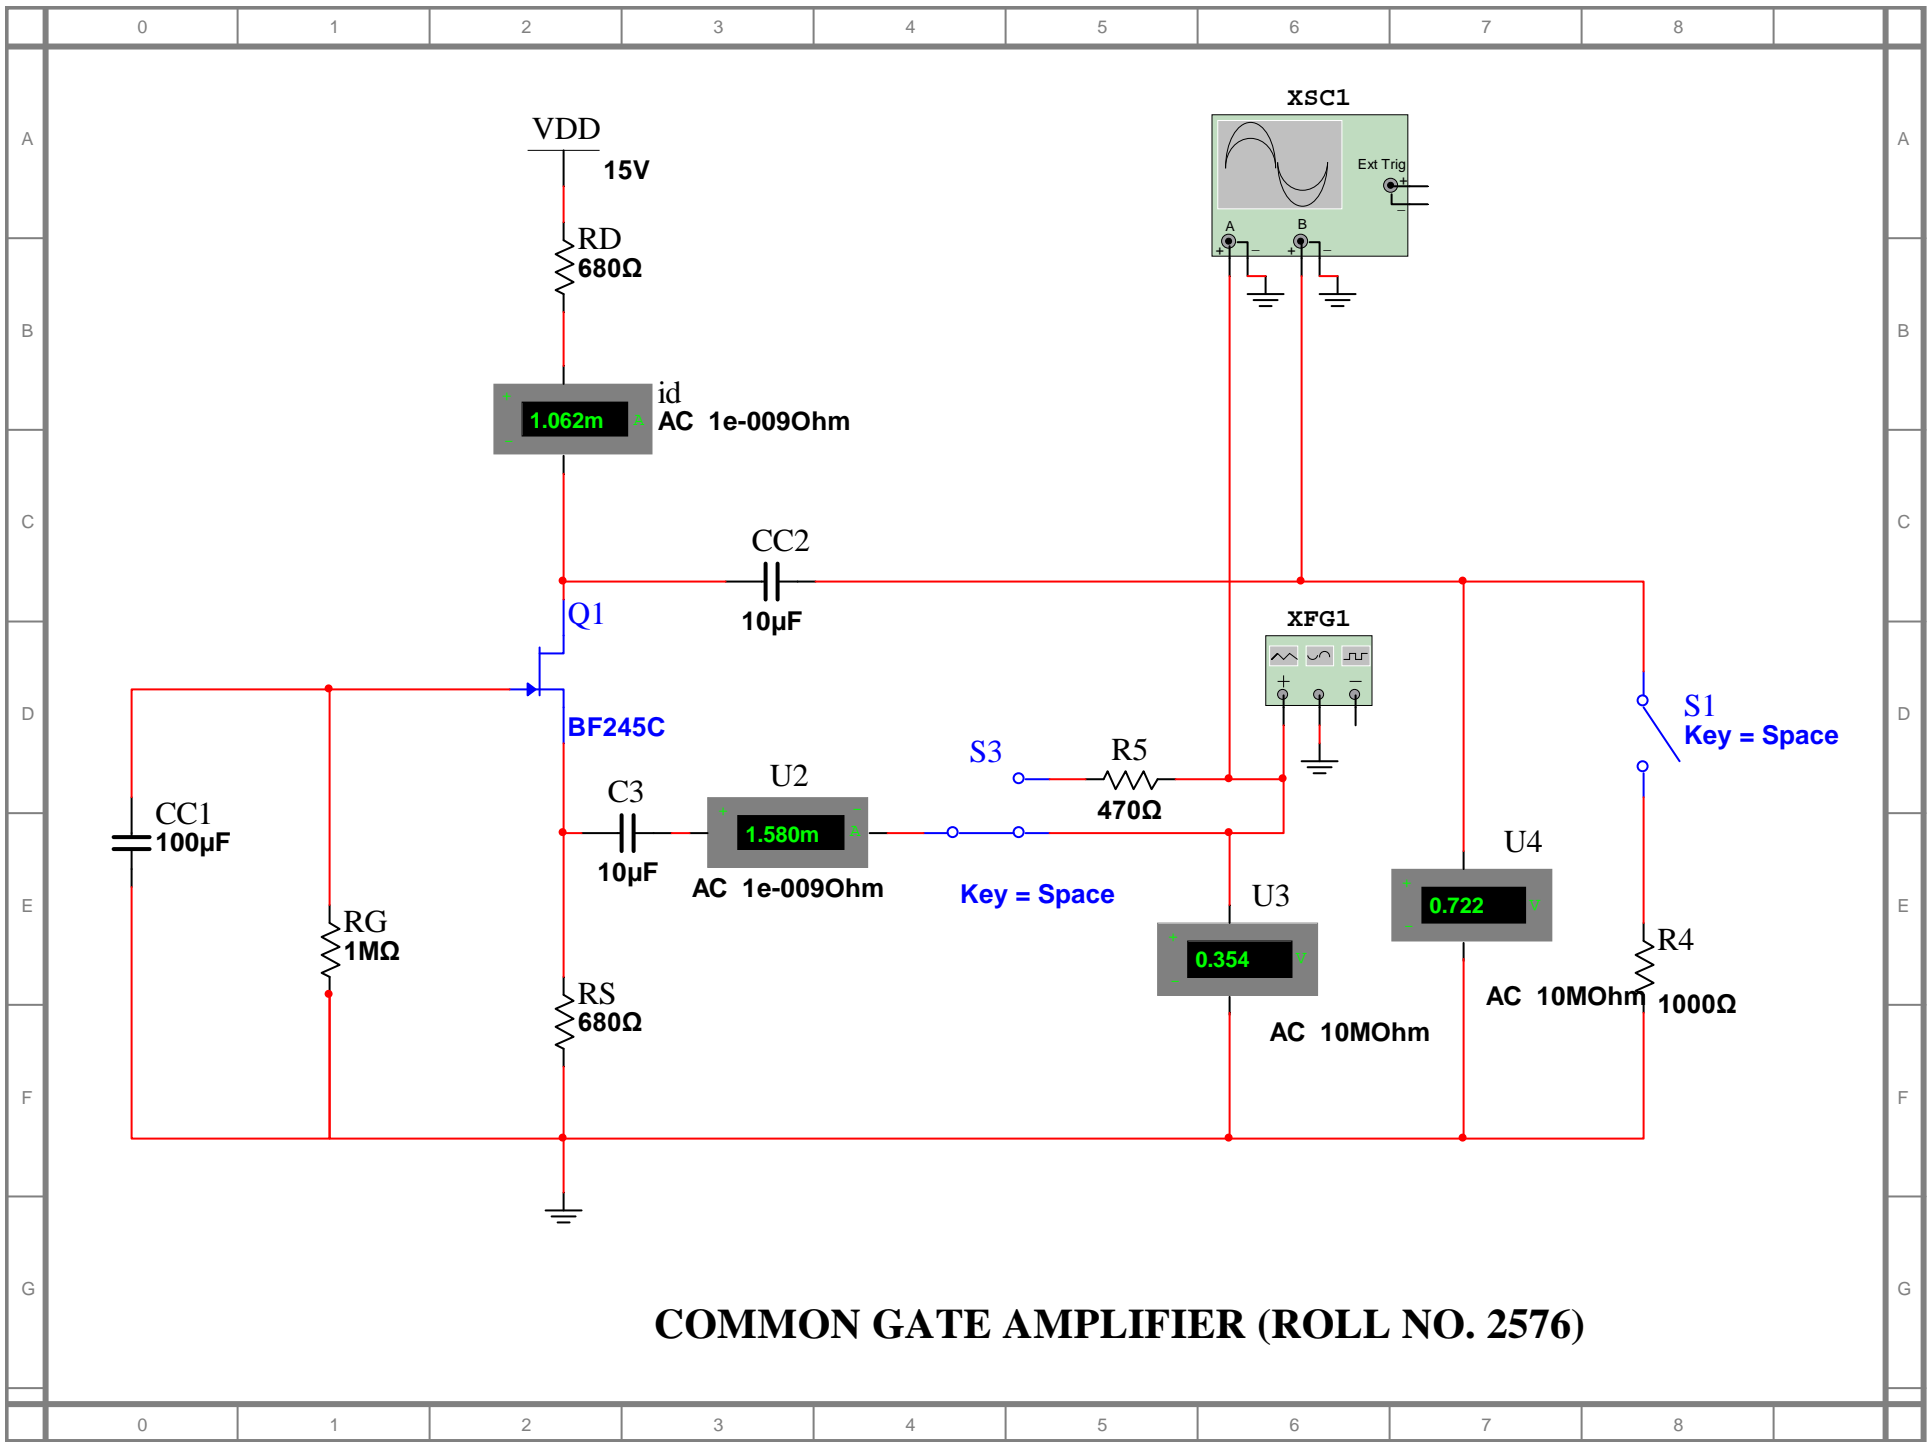 0 1 2 3 4 5 6 7 8
A A
B B
C C
D D
E E
F F
G G
VDD
15V
RD
680Ω
id
+
1.062m A
−
AC 1e-009Ohm
CC2
10µF
Q1
BF245C
CC1
100µF
RG
1MΩ
C3
10µF
U2
+ −
1.580m A
AC 1e-009Ohm
RS
680Ω
S3
Key = Space
R5
470Ω
XSC1
Ext Trig
+
−
A B
+ − + −
XFG1
+ −
U3
+
0.354 V
−
AC 10MOhm
U4
+
0.722 V
−
AC 10MOhm
S1
Key = Space
R4
1000Ω
COMMON GATE AMPLIFIER (ROLL NO. 2576)
0 1 2 3 4 5 6 7 8